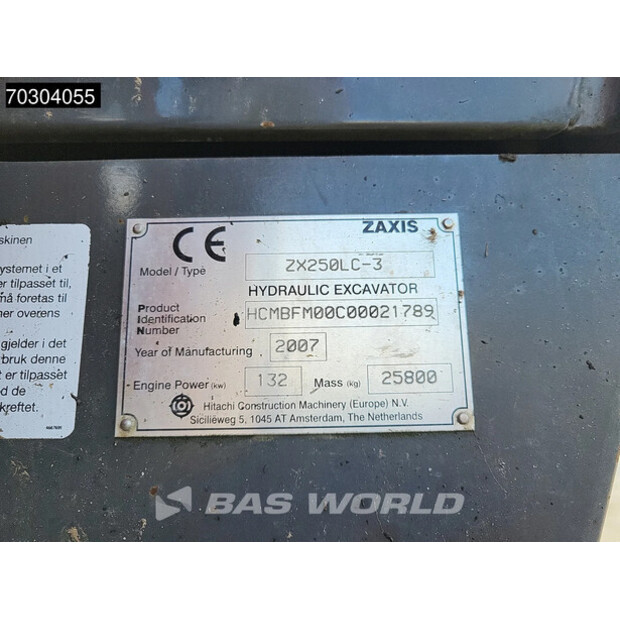 70304055
skinen
ystemet i et
er tilpasset til,
må foretas til
mer overens
gjelder i det
bruk denne
t er tilpasset
d de
kreftet.
CE
ZAXIS
Model / Type ZX250LC-3
HYDRAULIC EXCAVATOR
Product
Identification HCMBFM00C00021789
Number
Year of Manufacturing 2007
Engine Power (kw) 132 Mass (kg) 25800
Hitachi Construction Machinery (Europe) N.V.
Siciliëweg 5, 1045 AT Amsterdam, The Netherlands
BAS WORLD